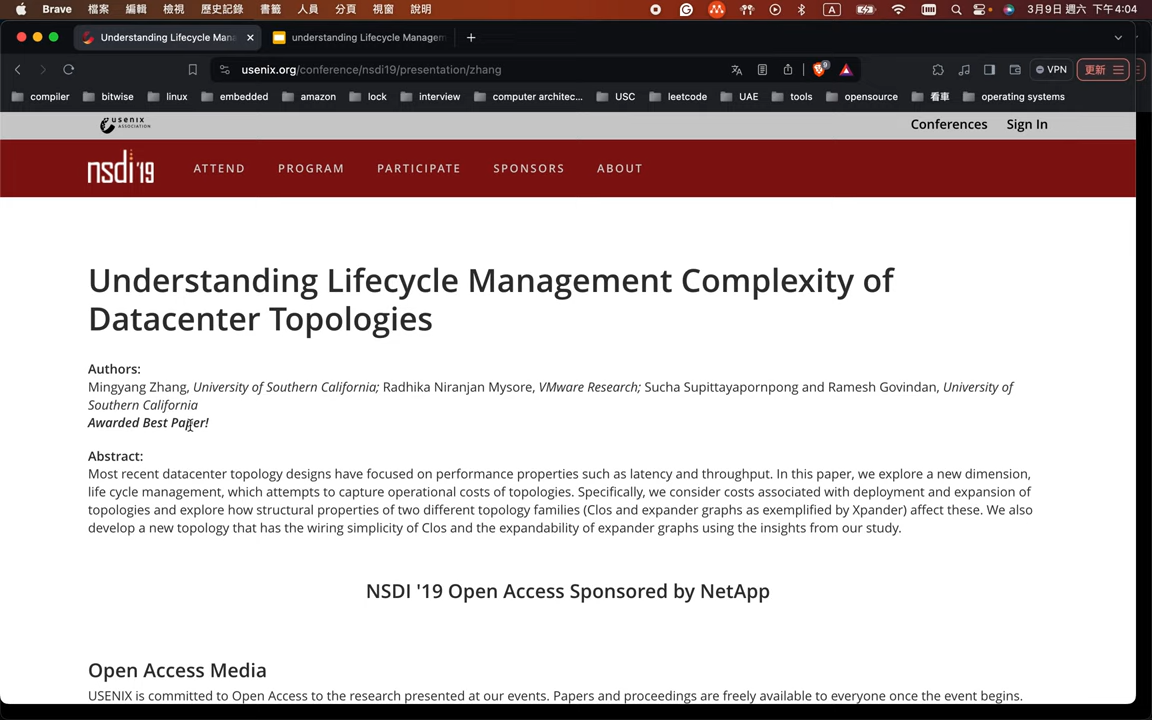 Brave 檔案 編輯 檢視 歷史記錄 書籤 人員 分頁 視窗 說明 A 3月9日 週六 下午4:04
Understanding Lifecycle Mana
understanding Lifecycle Managem
usenix.org/conference/nsdi19/presentation/zhang 9 VPN 更新
compiler bitwise linux embedded amazon lock interview computer architec... USC leetcode UAE tools opensource 看車 operating systems
usenix ASSOCIATION Conferences Sign In
nsdi'19 ATTEND PROGRAM PARTICIPATE SPONSORS ABOUT
Understanding Lifecycle Management Complexity of
Datacenter Topologies
Authors:
Mingyang Zhang, University of Southern California; Radhika Niranjan Mysore, VMware Research; Sucha Supittayapornpong and Ramesh Govindan, University of
Southern California
Awarded Best Paper!
Abstract:
Most recent datacenter topology designs have focused on performance properties such as latency and throughput. In this paper, we explore a new dimension,
life cycle management, which attempts to capture operational costs of topologies. Specifically, we consider costs associated with deployment and expansion of
topologies and explore how structural properties of two different topology families (Clos and expander graphs as exemplified by Xpander) affect these. We also
develop a new topology that has the wiring simplicity of Clos and the expandability of expander graphs using the insights from our study.
NSDI '19 Open Access Sponsored by NetApp
Open Access Media
USENIX is committed to Open Access to the research presented at our events. Papers and proceedings are freely available to everyone once the event begins.